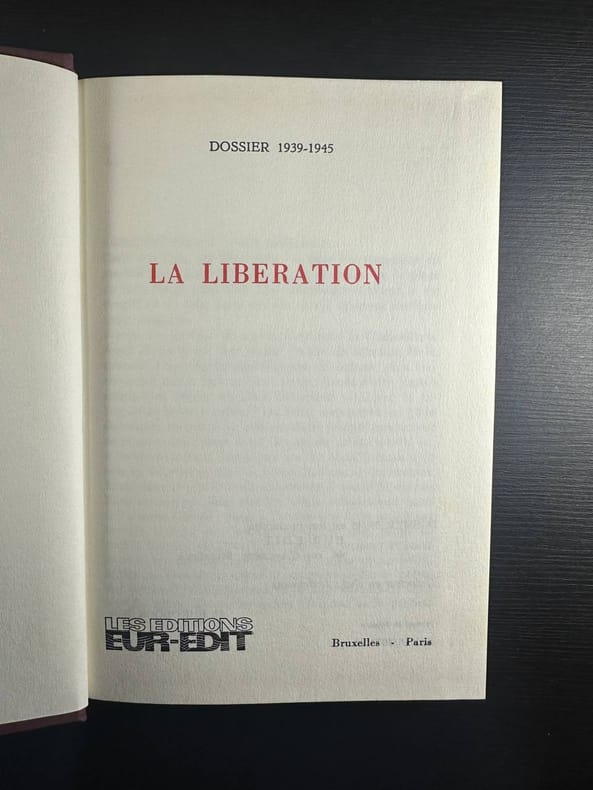 DOSSIER 1939-1945
LA LIBERATION
LES EDITIONS
EUR-EDIT
Bruxelles - Paris